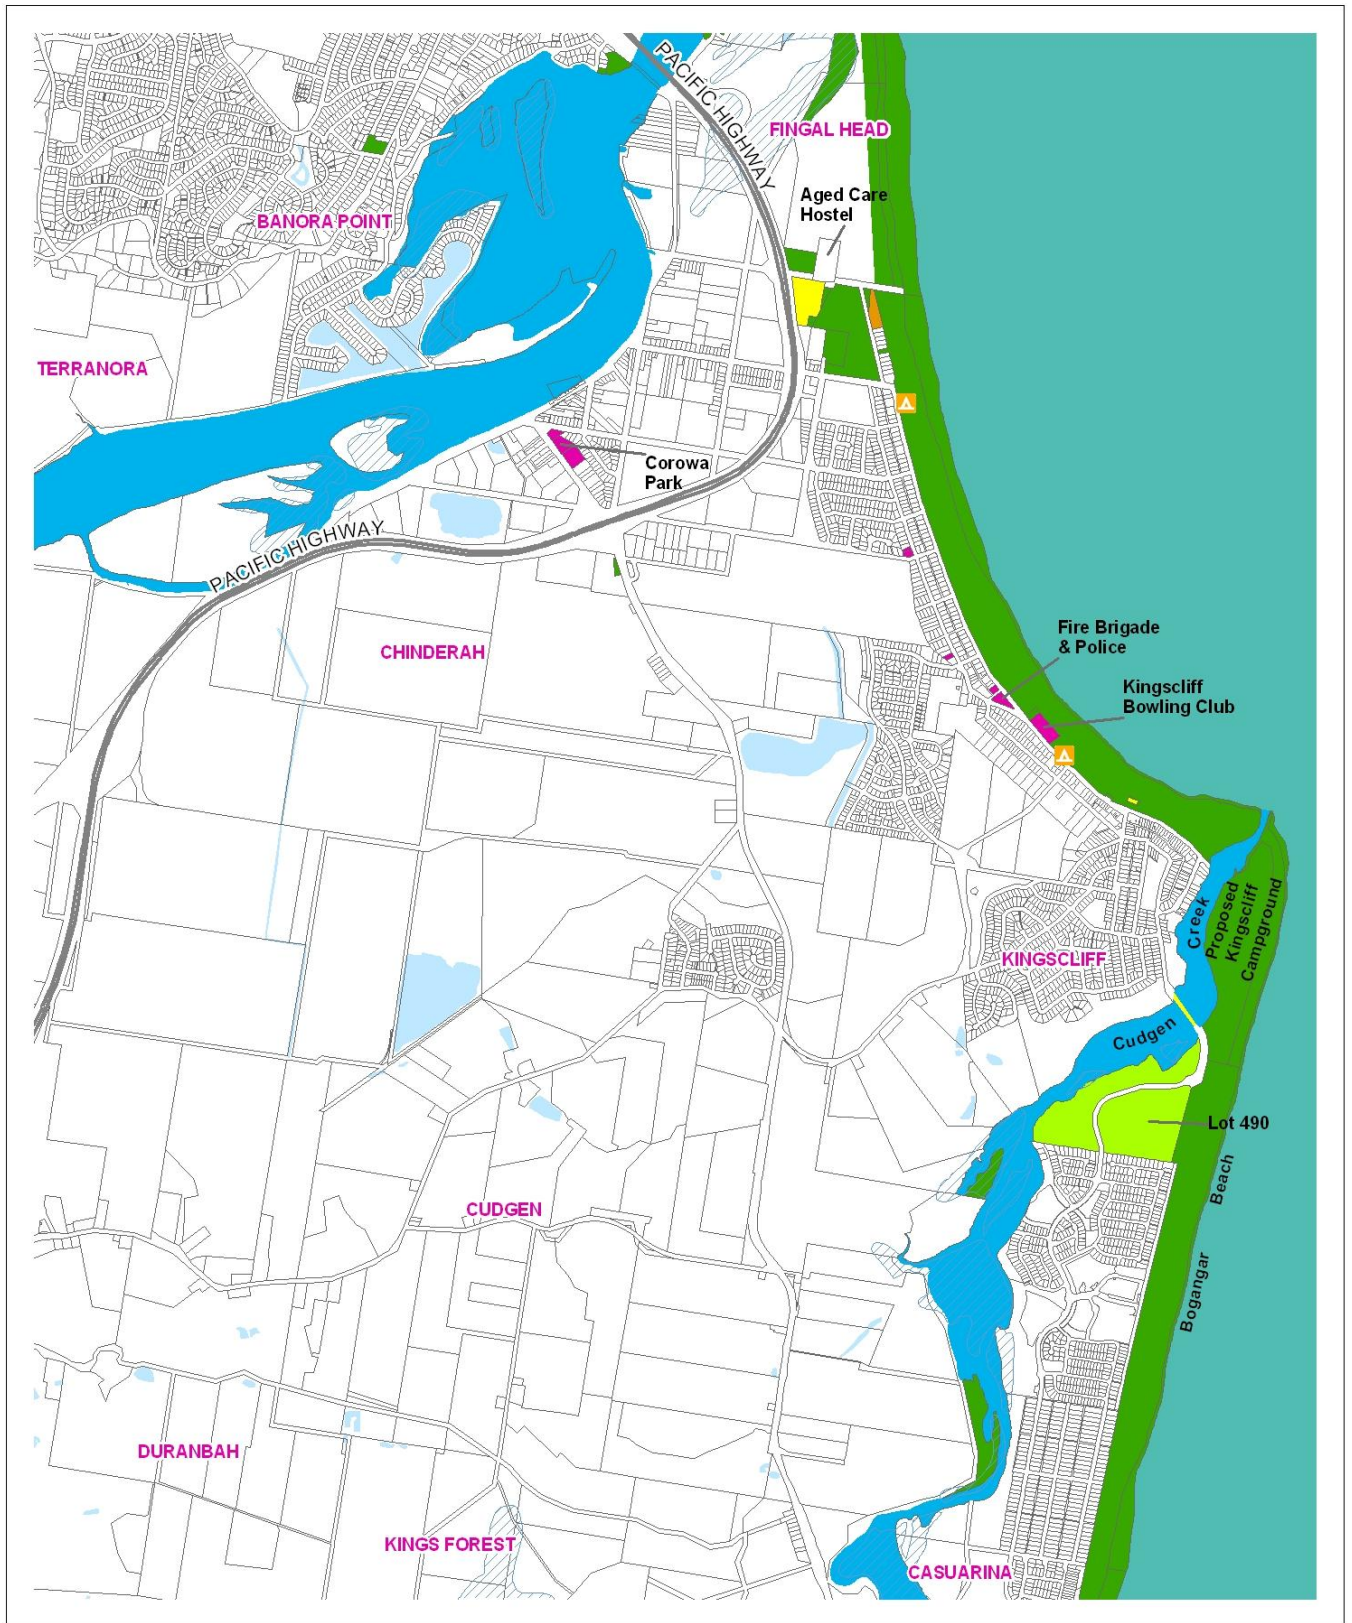 PACIFIC HIGHWAY
FINGAL HEAD
Aged Care
Hostel
BANORA POINT
TERRANORA
Corowa
Park
PACIFIC HIGHWAY
Fire Brigade
& Police
CHINDERAH
Kingscliff
Bowling Club
Creek
Proposed
Kingscliff
Campground
KINGSCLIFF
Cudgen
Lot 490
Beach
CUDGEN
Bogangar
DURANBAH
KINGS FOREST
CASUARINA